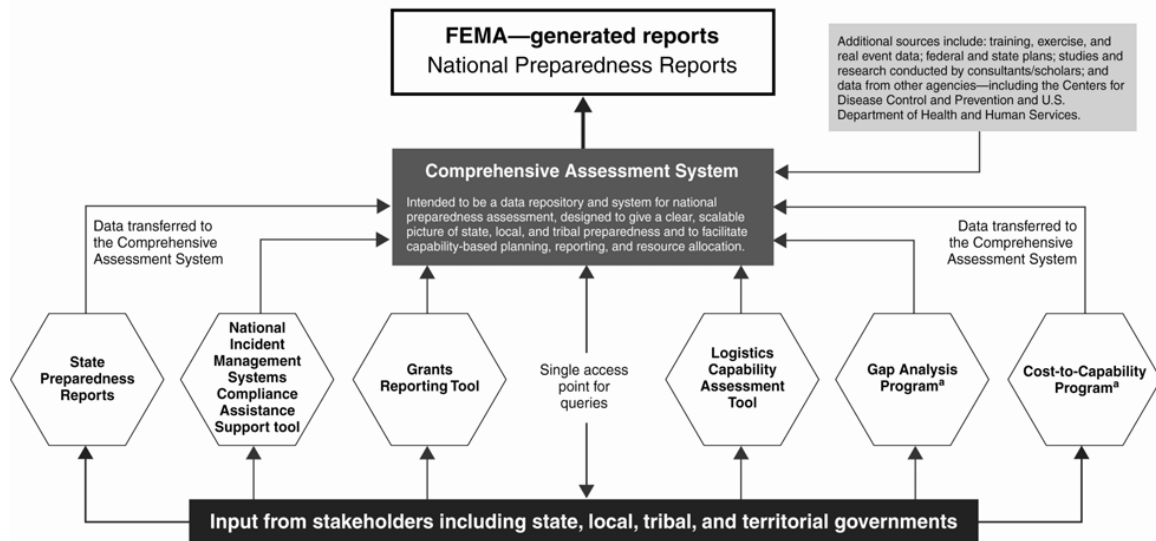 FEMA—generated reports
National Preparedness Reports
Additional sources include: training, exercise, and
real event data; federal and state plans; studies and
research conducted by consultants/scholars; and
data from other agencies—including the Centers for
Disease Control and Prevention and U.S.
Department of Health and Human Services.
Comprehensive Assessment System
Intended to be a data repository and system for national
preparedness assessment, designed to give a clear, scalable
picture of state, local, and tribal preparedness and to facilitate
capability-based planning, reporting, and resource allocation.
Data transferred to
the Comprehensive
Assessment System
Data transferred to
the Comprehensive
Assessment System
State
Preparedness
Reports
National
Incident
Management
Systems
Compliance
Assistance
Support tool
Grants
Reporting Tool
Single access
point for
queries
Logistics
Capability
Assessment
Tool
Gap Analysis
Programa
Cost-to-Capability
Programa
Input from stakeholders including state, local, tribal, and territorial governments